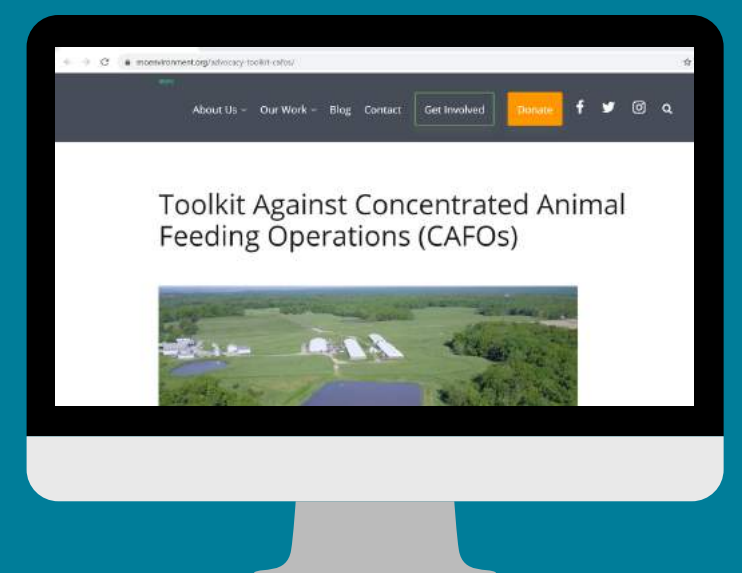 moenvironment.org/advocacy-toolkit-cafos/
About Us Our Work Blog Contact Get Involved Donate
Toolkit Against Concentrated Animal
Feeding Operations (CAFOs)